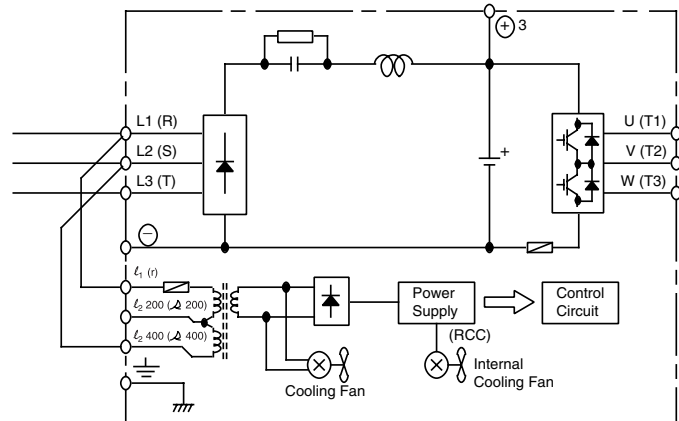 + 3
L1 (R)
L2 (S)
L3 (T)
U (T1)
V (T2)
W (T3)
+
−
ℓ1 (r)
ℓ2 200 ( 200)
ℓ2 400 ( 400)
Power
Supply
(RCC)
Control
Circuit
Cooling Fan
Internal
Cooling Fan